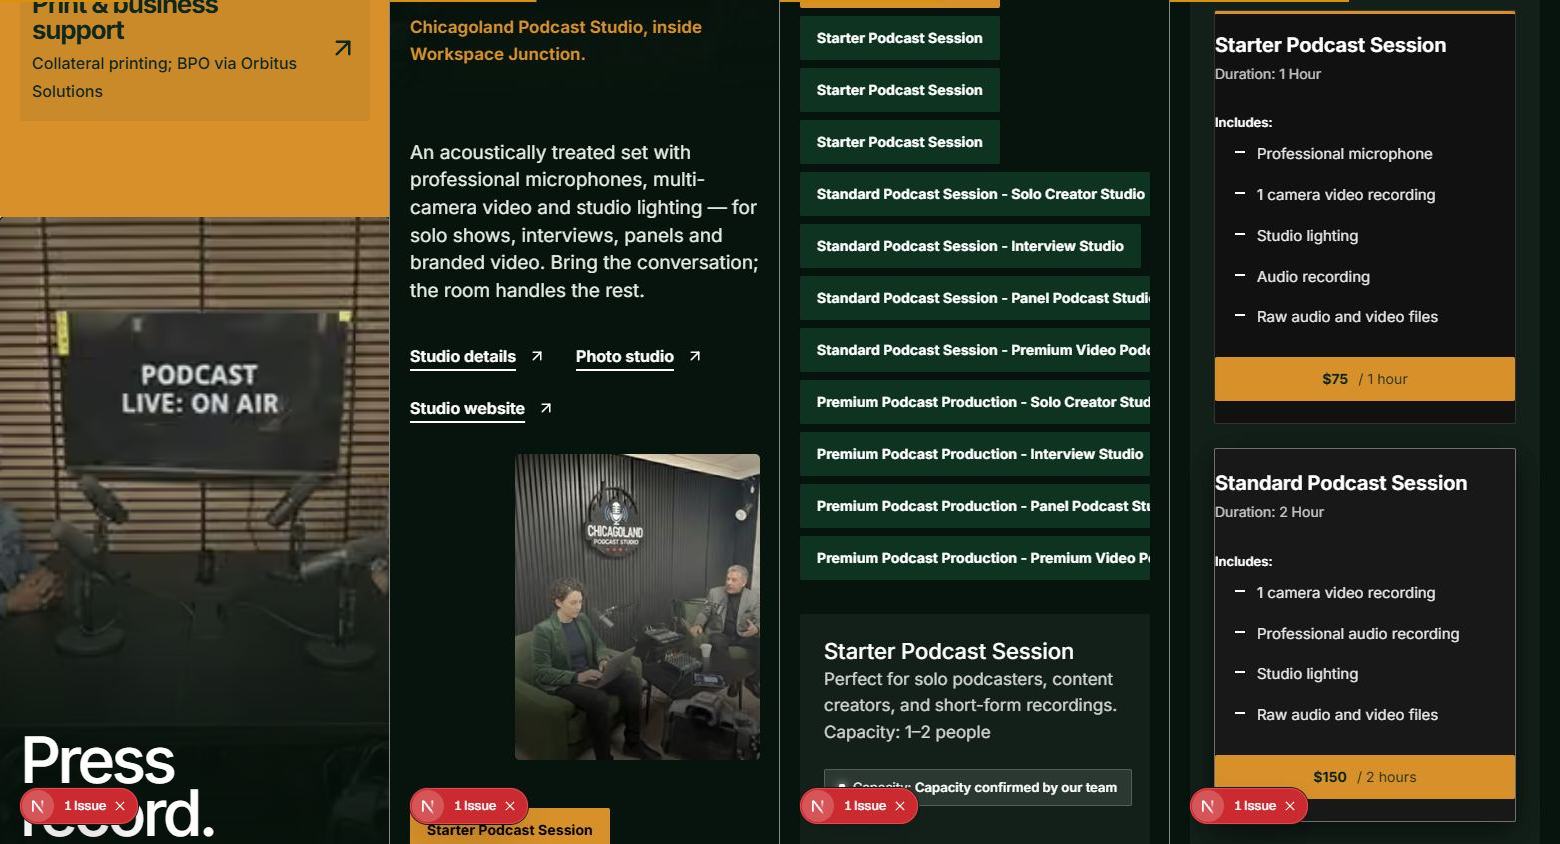 Print & business
support
Collateral printing; BPO via Orbitus
Solutions
PODCAST
LIVE: ON AIR
Press
record.
N 1 Issue ×
Chicagoland Podcast Studio, inside
Workspace Junction.
An acoustically treated set with
professional microphones, multi-
camera video and studio lighting — for
solo shows, interviews, panels and
branded video. Bring the conversation;
the room handles the rest.
Studio details
Photo studio
Studio website
CHICAGOLAND
PODCAST STUDIO
N 1 Issue ×
Starter Podcast Session
Starter Podcast Session
Starter Podcast Session
Starter Podcast Session
Standard Podcast Session - Solo Creator Studio
Standard Podcast Session - Interview Studio
Standard Podcast Session - Panel Podcast Studi
Standard Podcast Session - Premium Video Podc
Premium Podcast Production - Solo Creator Stud
Premium Podcast Production - Interview Studio
Premium Podcast Production - Panel Podcast Stu
Premium Podcast Production - Premium Video Po
Starter Podcast Session
Perfect for solo podcasters, content
creators, and short-form recordings.
Capacity: 1–2 people
Capacity: Capacity confirmed by our team
N 1 Issue ×
Starter Podcast Session
Duration: 1 Hour
Includes:
Professional microphone
1 camera video recording
Studio lighting
Audio recording
Raw audio and video files
$75 / 1 hour
Standard Podcast Session
Duration: 2 Hour
Includes:
1 camera video recording
Professional audio recording
Studio lighting
Raw audio and video files
$150 / 2 hours
N 1 Issue ×